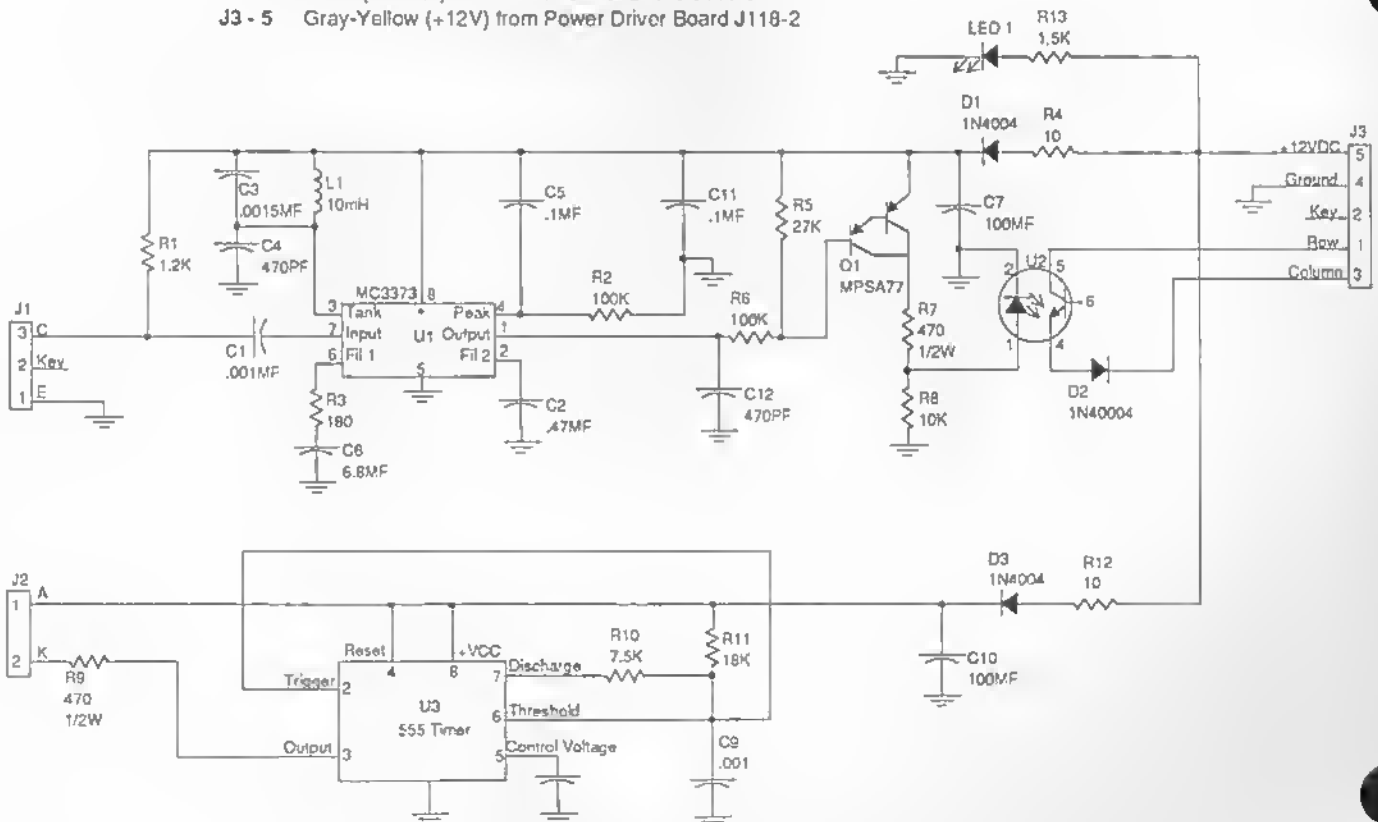 J3 - 5 Gray-Yellow (+12V) from Power Driver Board J118-2
LED 1
R13
1.5K
D1
1N4004
R4
10
J3
+12VDC 5
Ground 4
Key 2
Row 1
Column 3
C3
.0015MF
L1
10mH
C4
470PF
R1
1.2K
C5
.1MF
C11
.1MF
R5
27K
C7
100MF
Q1
MPSA77
U2
2
5
6
1
4
R7
470
1/2W
R8
10K
D2
1N40004
J1
3 C
2 Key
1 E
C1
.001MF
MC3373
8
3 Tank
Peak 4
7 Input
U1
Output 1
6 Fil 1
Fil 2 2
5
R2
100K
R6
100K
R3
180
C6
6.8MF
C2
.47MF
C12
470PF
J2
1 A
2 K
R9
470
1/2W
Reset
4
+VCC
8
Trigger 2
Output 3
U3
555 Timer
7 Discharge
6 Threshold
5 Control Voltage
R10
7.5K
R11
18K
C9
.001
D3
1N4004
R12
10
C10
100MF